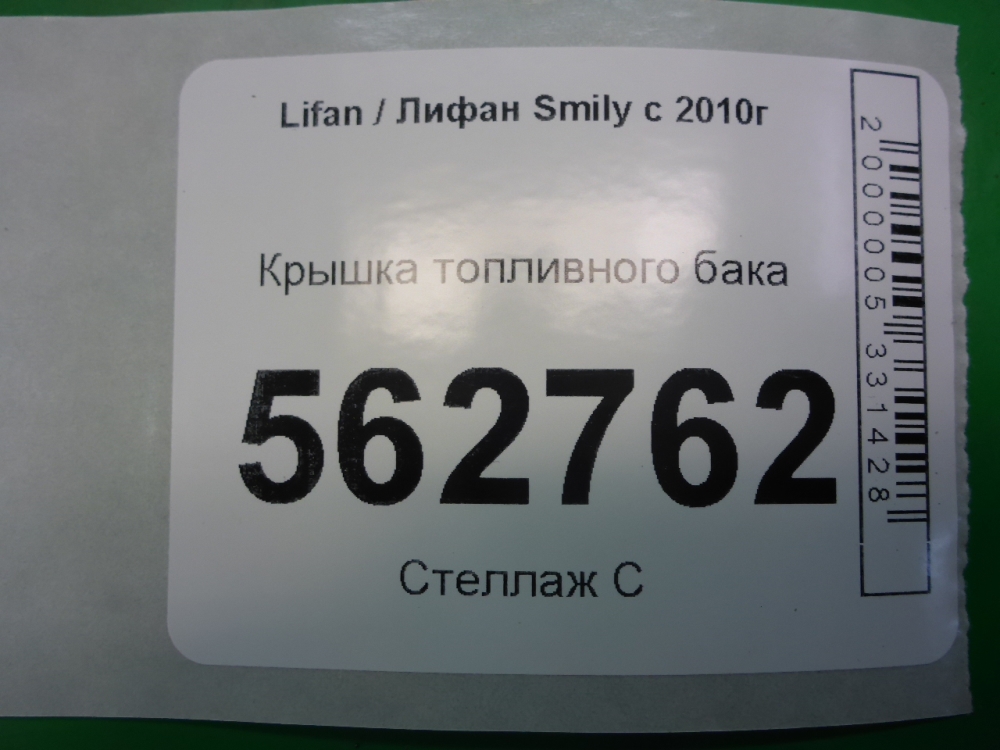 Lifan / Лифан Smily с 2010г
Крышка топливного бака
562762
Стеллаж С
2000005331428